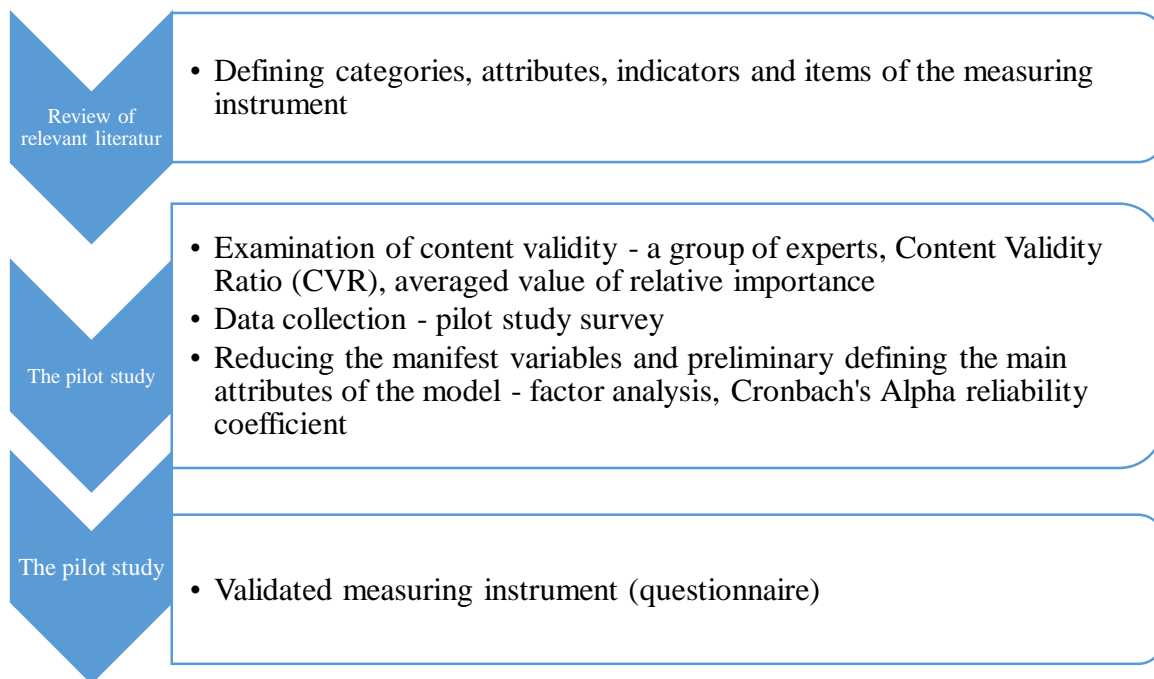 Review of
relevant literatur
• Defining categories, attributes, indicators and items of the measuring
instrument
The pilot study
• Examination of content validity - a group of experts, Content Validity
Ratio (CVR), averaged value of relative importance
• Data collection - pilot study survey
• Reducing the manifest variables and preliminary defining the main
attributes of the model - factor analysis, Cronbach's Alpha reliability
coefficient
The pilot study
• Validated measuring instrument (questionnaire)